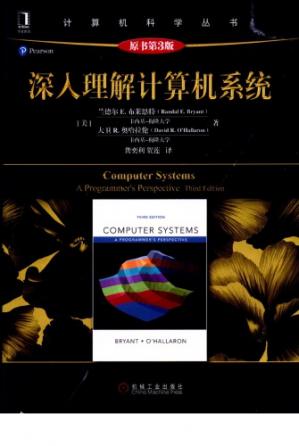 计算机科学丛书
Pearson
原书第3版
深入理解计算机系统
兰德尔 E. 布莱恩特（Randal E. Bryant）
卡内基-梅隆大学
［美］
著
大卫 R. 奥哈拉伦（David R. O'Hallaron）
卡内基-梅隆大学
龚奕利 贺莲 译
Computer Systems
A Programmer's Perspective Third Edition
THIRD EDITION
COMPUTER SYSTEMS
A PROGRAMMER'S PERSPECTIVE
BRYANT • O'HALLARON
机械工业出版社
China Machine Press